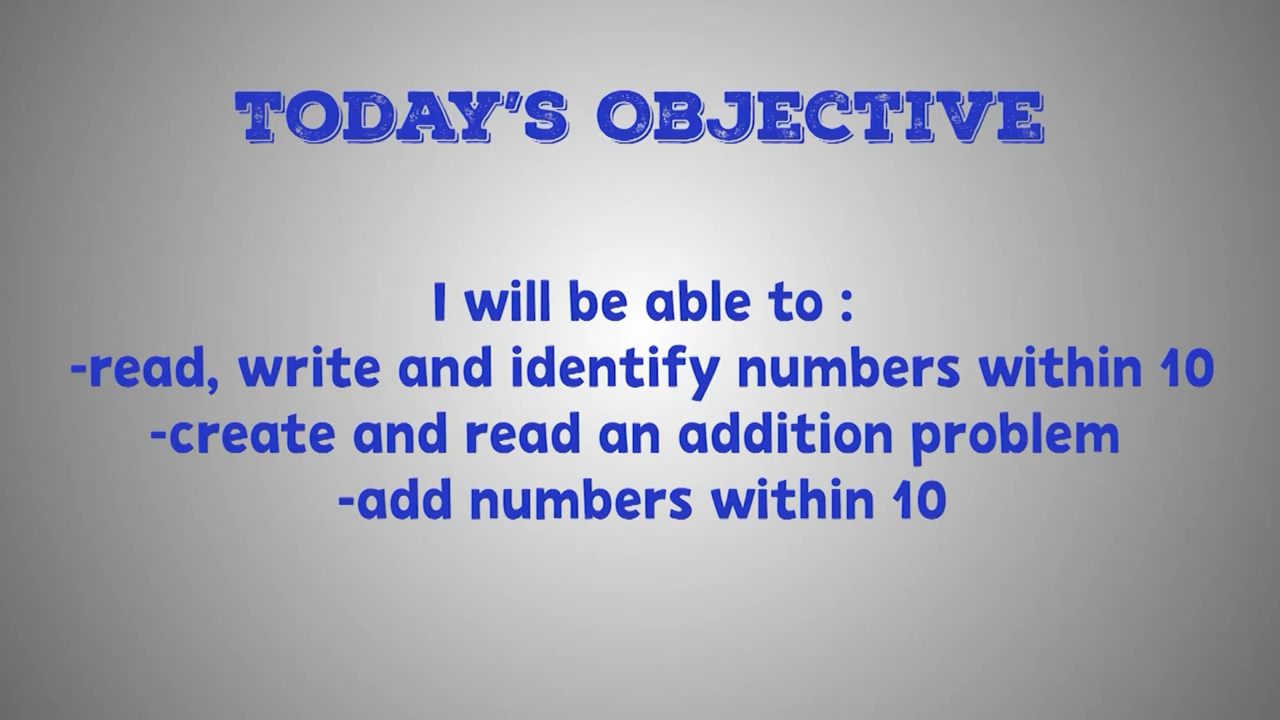 TODAY'S OBJECTIVE
I will be able to :
-read, write and identify numbers within 10
-create and read an addition problem
-add numbers within 10